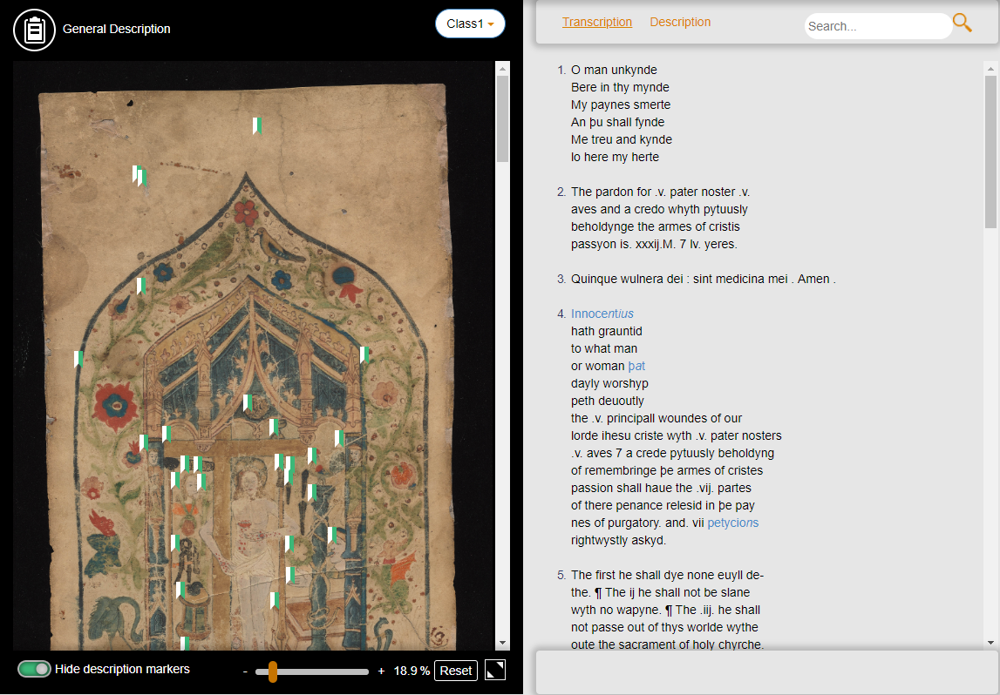 General Description
Class1
Transcription
Description
Search...
1. O man unkynde
Bere in thy mynde
My paynes smerte
An þu shall fynde
Me treu and kynde
lo here my herte
2. The pardon for .v. pater noster .v.
aves and a credo whyth pytuusly
beholdynge the armes of cristis
passyon is. xxxij.M. 7 lv. yeres.
3. Quinque wulnera dei : sint medicina mei . Amen .
4. Innocentius
hath grauntid
to what man
or woman þat
dayly worshyp
peth deuoutly
the .v. principall woundes of our
lorde ihesu criste wyth .v. pater nosters
.v. aves 7 a crede pytuusly beholdyng
of remembringe þe armes of cristes
passion shall haue the .vij. partes
of there penance relesid in þe pay
nes of purgatory. and. vii petycions
rightwystly askyd.
5. The first he shall dye none euyll de-
the. ¶ The ij he shall not be slane
wyth no wapyne. ¶ The .iij. he shall
not passe out of thys worlde wythe
oute the sacrament of holy chyrche.
Hide description markers
- + 18.9 % Reset